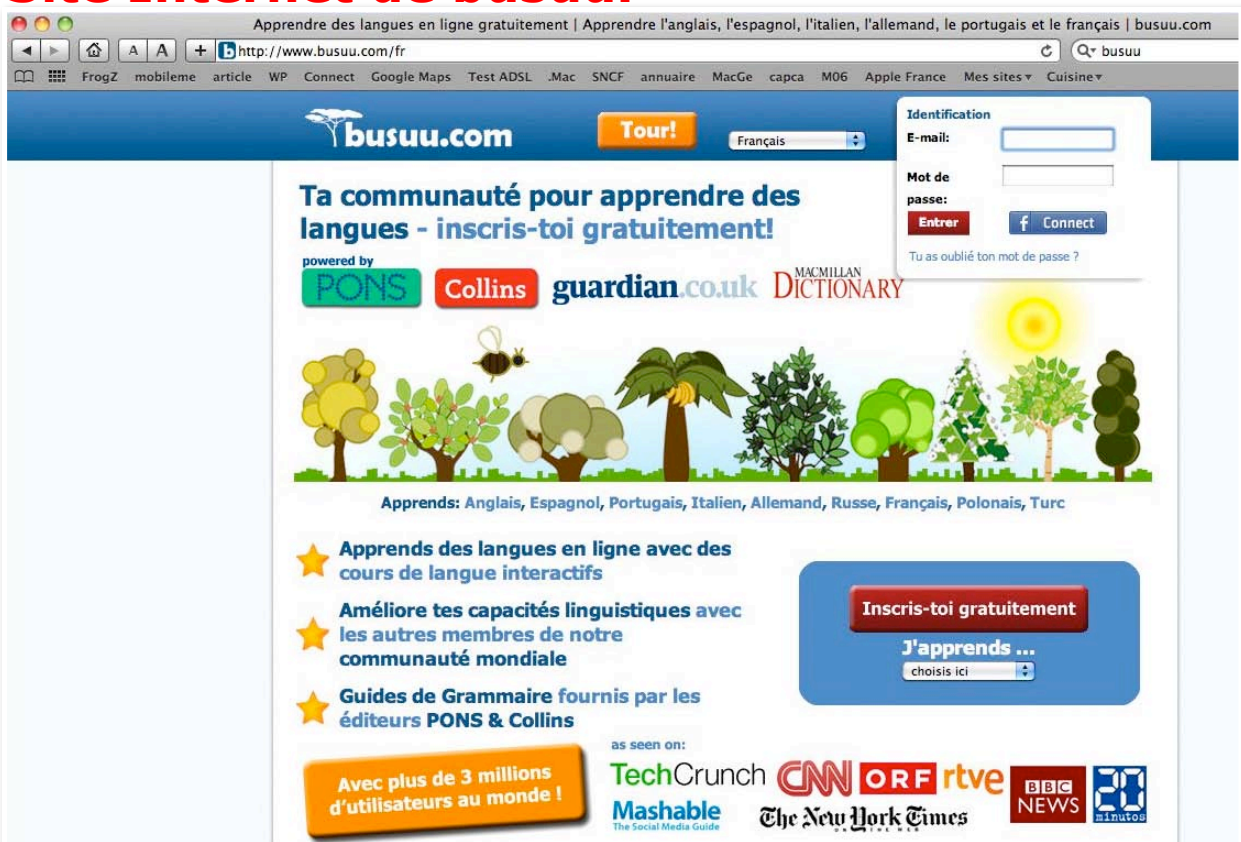 Site Internet de busuu:
Apprendre des langues en ligne gratuitement | Apprendre l'anglais, l'espagnol, l'italien, l'allemand, le portugais et le français | busuu.com
A A + b http://www.busuu.com/fr busuu
FrogZ mobileme article WP Connect Google Maps Test ADSL .Mac SNCF annuaire MacGe capca M06 Apple France Mes sites Cuisine
busuu.com
Tour!
Français
Identification
E-mail:
Mot de
passe:
Entrer
f Connect
Tu as oublié ton mot de passe ?
Ta communauté pour apprendre des
langues - inscris-toi gratuitement!
powered by
PONS Collins guardian.co.uk MACMILLAN DICTIONARY
Apprends: Anglais, Espagnol, Portugais, Italien, Allemand, Russe, Français, Polonais, Turc
Apprends des langues en ligne avec des
cours de langue interactifs
Améliore tes capacités linguistiques avec
les autres membres de notre
communauté mondiale
Guides de Grammaire fournis par les
éditeurs PONS & Collins
Inscris-toi gratuitement
J'apprends ...
choisis ici
Avec plus de 3 millions
d'utilisateurs au monde !
as seen on:
TechCrunch CNN ORF rtve BBC NEWS 20 minutos
Mashable
The Social Media Guide
The New York Times
ON THE WEB